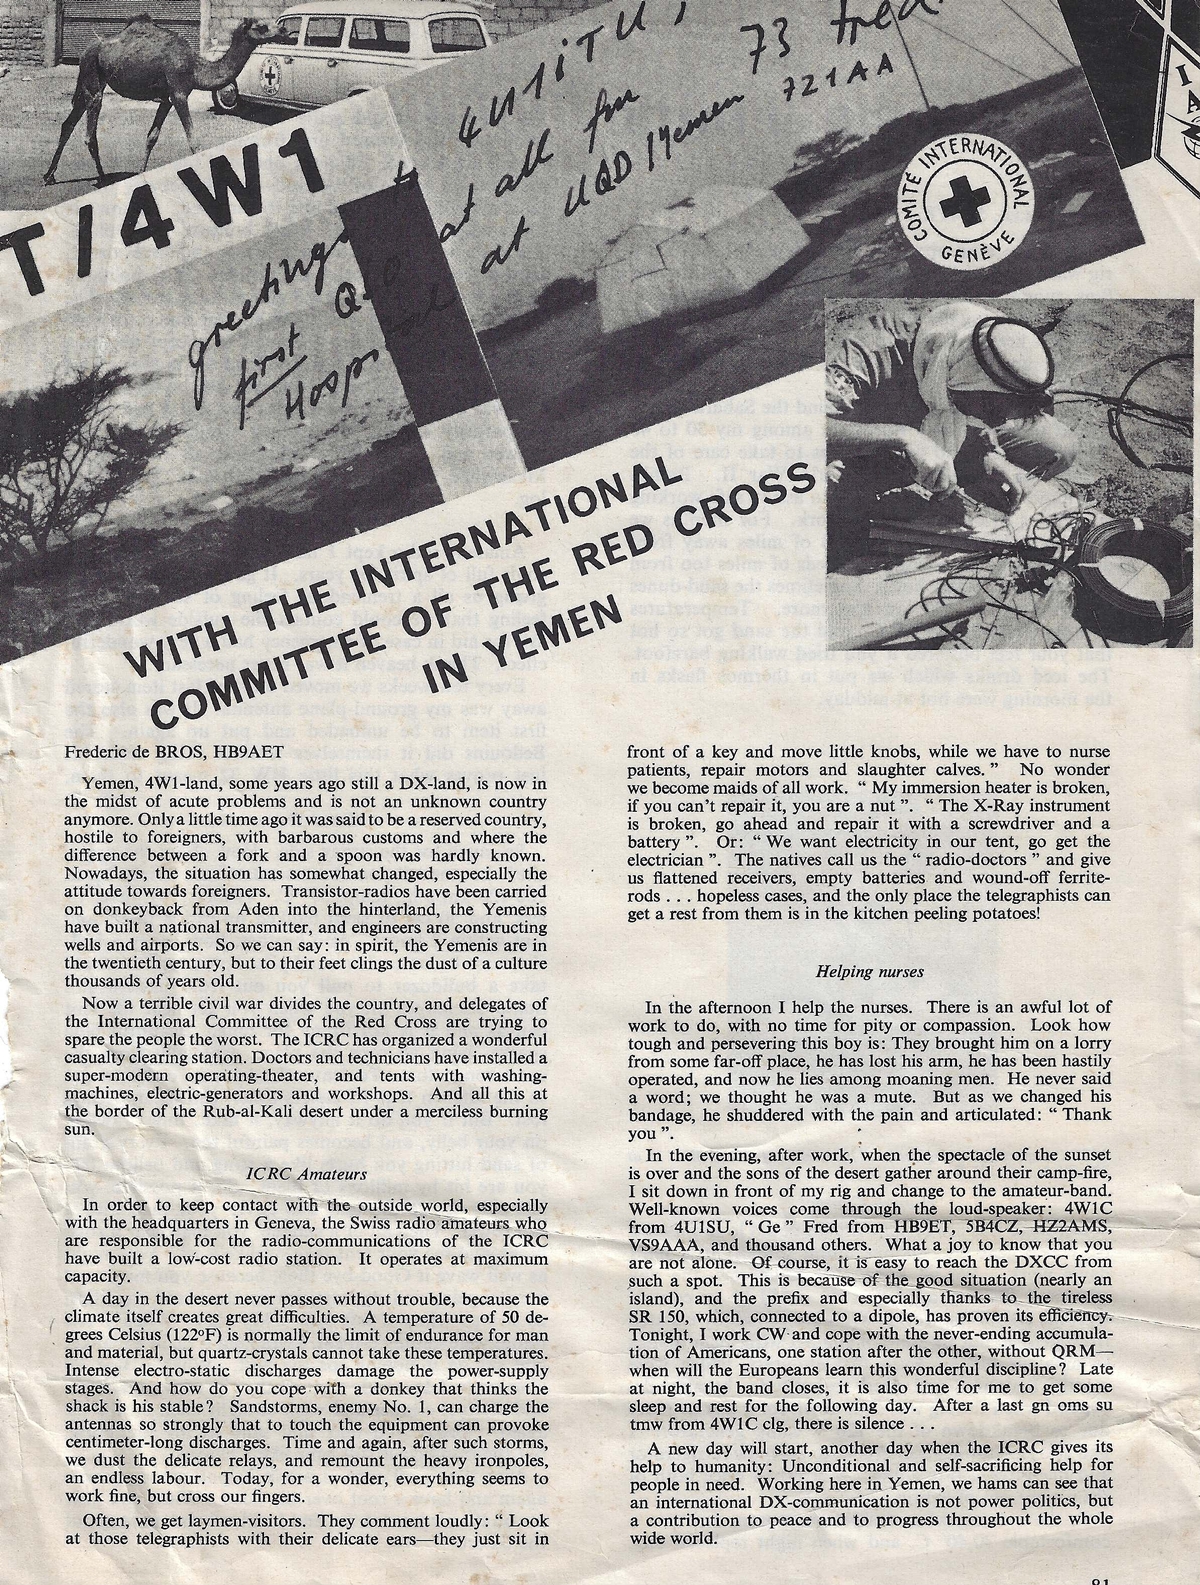 T/4W1
4U1ITU,
greetings at all fm 73 Fred.
first QSO at UQD Yemen 721AA
COMITÉ INTERNATIONAL
GENÈVE
I
A
WITH THE INTERNATIONAL
COMMITTEE OF THE RED CROSS
IN YEMEN
Frederic de BROS, HB9AET
Yemen, 4W1-land, some years ago still a DX-land, is now in
the midst of acute problems and is not an unknown country
anymore. Only a little time ago it was said to be a reserved country,
hostile to foreigners, with barbarous customs and where the
difference between a fork and a spoon was hardly known.
Nowadays, the situation has somewhat changed, especially the
attitude towards foreigners. Transistor-radios have been carried
on donkeyback from Aden into the hinterland, the Yemenis
have built a national transmitter, and engineers are constructing
wells and airports. So we can say: in spirit, the Yemenis are in
the twentieth century, but to their feet clings the dust of a culture
thousands of years old.
Now a terrible civil war divides the country, and delegates of
the International Committee of the Red Cross are trying to
spare the people the worst. The ICRC has organized a wonderful
casualty clearing station. Doctors and technicians have installed a
super-modern operating-theater, and tents with washing-
machines, electric-generators and workshops. And all this at
the border of the Rub-al-Kali desert under a merciless burning
sun.
ICRC Amateurs
In order to keep contact with the outside world, especially
with the headquarters in Geneva, the Swiss radio amateurs who
are responsible for the radio-communications of the ICRC
have built a low-cost radio station. It operates at maximum
capacity.
A day in the desert never passes without trouble, because the
climate itself creates great difficulties. A temperature of 50 de-
grees Celsius (122°F) is normally the limit of endurance for man
and material, but quartz-crystals cannot take these temperatures.
Intense electro-static discharges damage the power-supply
stages. And how do you cope with a donkey that thinks the
shack is his stable? Sandstorms, enemy No. 1, can charge the
antennas so strongly that to touch the equipment can provoke
centimeter-long discharges. Time and again, after such storms,
we dust the delicate relays, and remount the heavy ironpoles,
an endless labour. Today, for a wonder, everything seems to
work fine, but cross our fingers.
Often, we get laymen-visitors. They comment loudly: “ Look
at those telegraphists with their delicate ears—they just sit in
front of a key and move little knobs, while we have to nurse
patients, repair motors and slaughter calves. ” No wonder
we become maids of all work. “ My immersion heater is broken,
if you can't repair it, you are a nut ”. “ The X-Ray instrument
is broken, go ahead and repair it with a screwdriver and a
battery ”. Or: “ We want electricity in our tent, go get the
electrician ”. The natives call us the “ radio-doctors ” and give
us flattened receivers, empty batteries and wound-off ferrite-
rods . . . hopeless cases, and the only place the telegraphists can
get a rest from them is in the kitchen peeling potatoes!
Helping nurses
In the afternoon I help the nurses. There is an awful lot of
work to do, with no time for pity or compassion. Look how
tough and persevering this boy is: They brought him on a lorry
from some far-off place, he has lost his arm, he has been hastily
operated, and now he lies among moaning men. He never said
a word; we thought he was a mute. But as we changed his
bandage, he shuddered with the pain and articulated: “ Thank
you ”.
In the evening, after work, when the spectacle of the sunset
is over and the sons of the desert gather around their camp-fire,
I sit down in front of my rig and change to the amateur-band.
Well-known voices come through the loud-speaker: 4W1C
from 4U1SU, “ Ge ” Fred from HB9ET, 5B4CZ, HZ2AMS,
VS9AAA, and thousand others. What a joy to know that you
are not alone. Of course, it is easy to reach the DXCC from
such a spot. This is because of the good situation (nearly an
island), and the prefix and especially thanks to the tireless
SR 150, which, connected to a dipole, has proven its efficiency.
Tonight, I work CW and cope with the never-ending accumula-
tion of Americans, one station after the other, without QRM—
when will the Europeans learn this wonderful discipline? Late
at night, the band closes, it is also time for me to get some
sleep and rest for the following day. After a last gn oms su
tmw from 4W1C clg, there is silence . . .
A new day will start, another day when the ICRC gives its
help to humanity: Unconditional and self-sacrificing help for
people in need. Working here in Yemen, we hams can see that
an international DX-communication is not power politics, but
a contribution to peace and to progress throughout the whole
wide world.
81